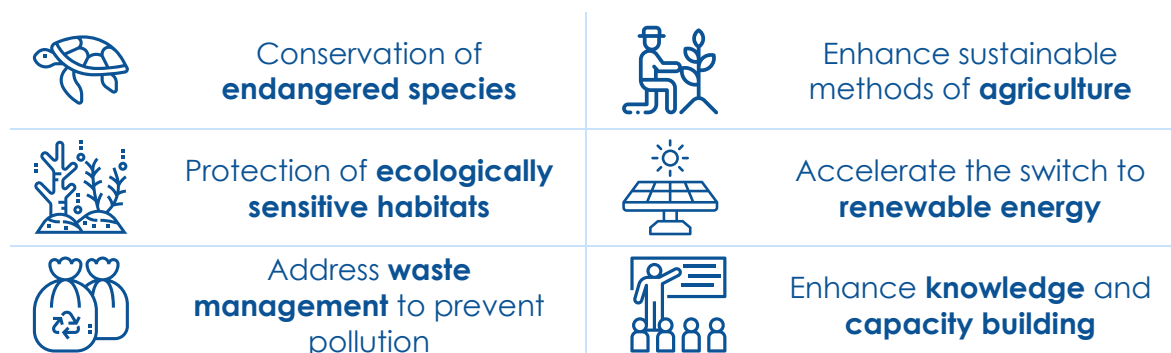 Conservation of
endangered species
Enhance sustainable
methods of agriculture
Protection of ecologically
sensitive habitats
Accelerate the switch to
renewable energy
Address waste
management to prevent
pollution
Enhance knowledge and
capacity building